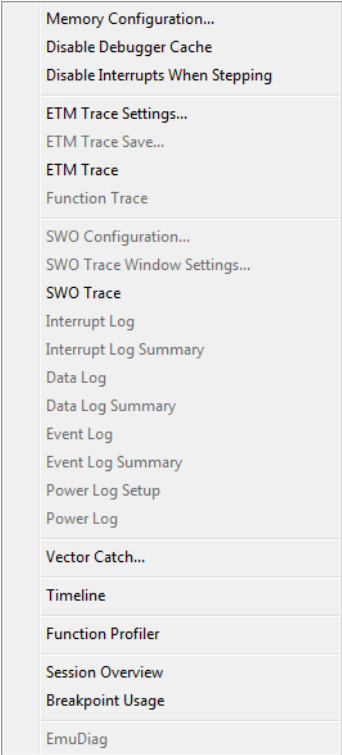 Memory Configuration...
Disable Debugger Cache
Disable Interrupts When Stepping
ETM Trace Settings...
ETM Trace Save...
ETM Trace
Function Trace
SWO Configuration...
SWO Trace Window Settings...
SWO Trace
Interrupt Log
Interrupt Log Summary
Data Log
Data Log Summary
Event Log
Event Log Summary
Power Log Setup
Power Log
Vector Catch...
Timeline
Function Profiler
Session Overview
Breakpoint Usage
EmuDiag